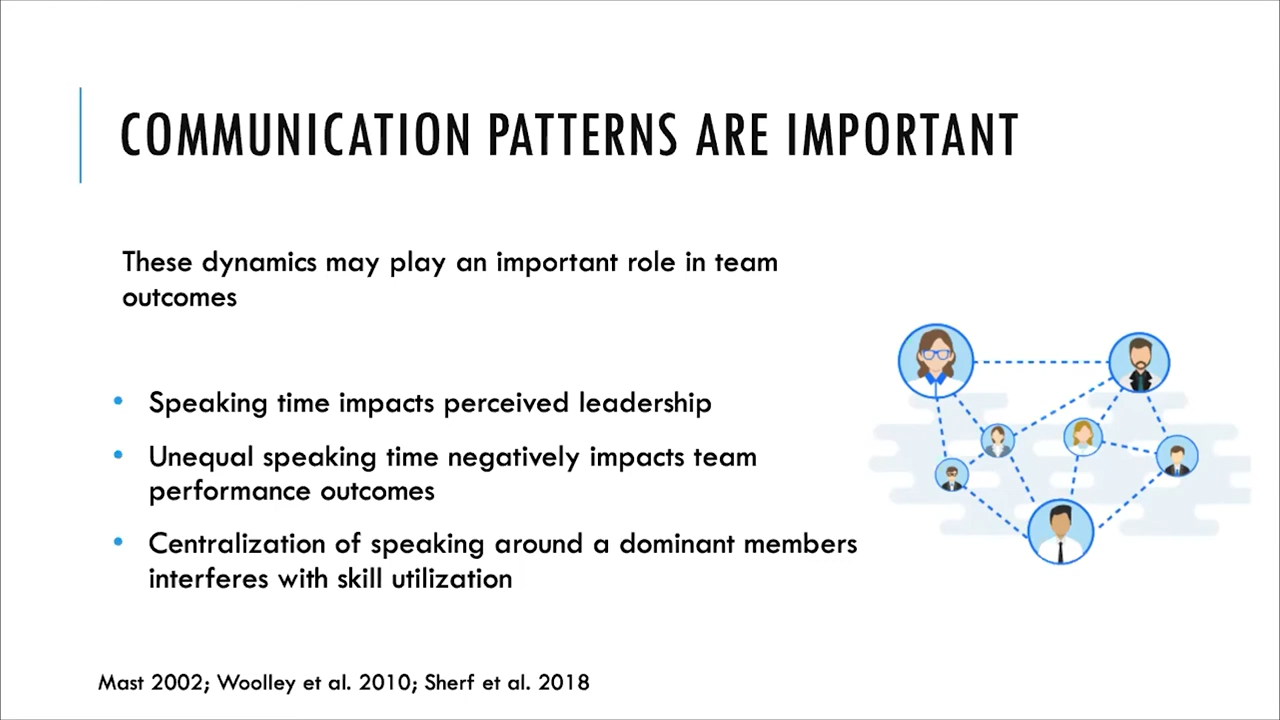 COMMUNICATION PATTERNS ARE IMPORTANT
These dynamics may play an important role in team
outcomes
• Speaking time impacts perceived leadership
• Unequal speaking time negatively impacts team
performance outcomes
• Centralization of speaking around a dominant members
interferes with skill utilization
Mast 2002; Woolley et al. 2010; Sherf et al. 2018